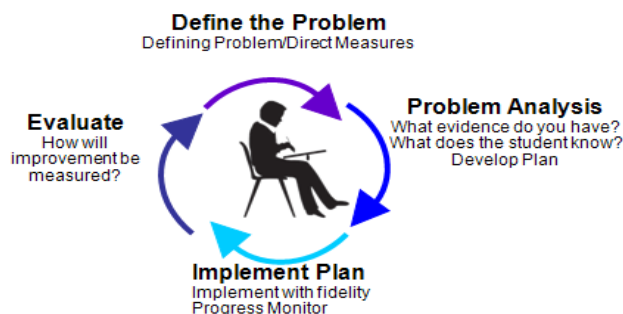 Define the Problem
Defining Problem/Direct Measures
Problem Analysis
What evidence do you have?
What does the student know?
Develop Plan
Implement Plan
Implement with fidelity
Progress Monitor
Evaluate
How will
improvement be
measured?